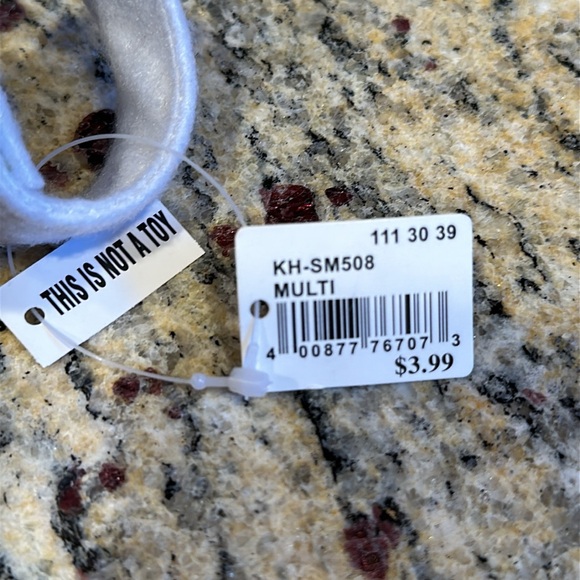 THIS IS NOT A TOY
111 30 39
KH-SM508
MULTI
4 00877 76707 3
$3.99